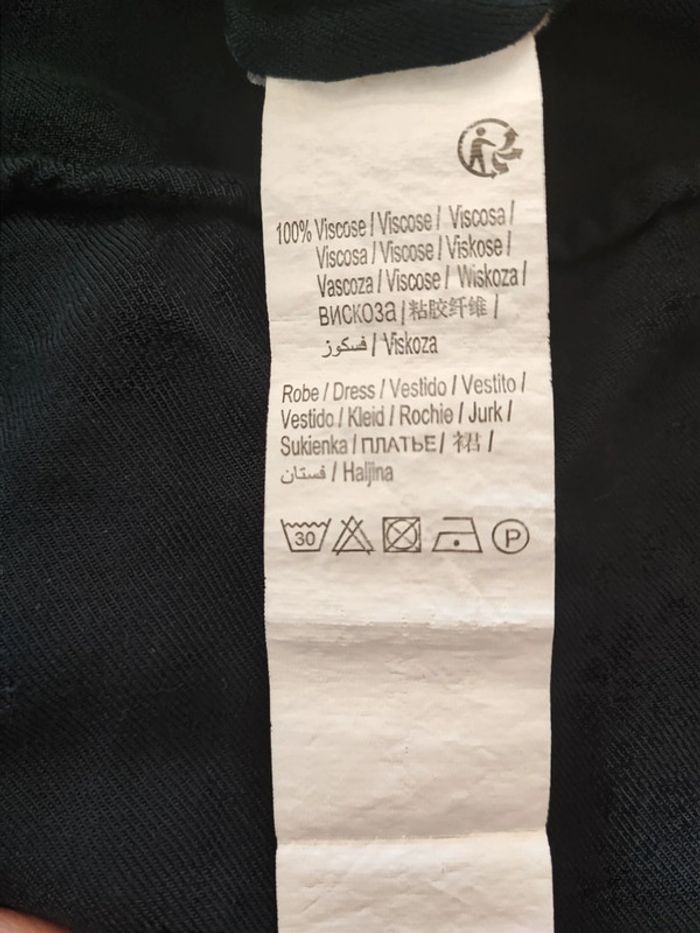 100% Viscose / Viscose / Viscosa /
Viscosa / Viscose / Viskose /
Vascoza / Viscose / Wiskoza /
ВИСКОЗА / 粘胶纤维 /
فسكوز / Viskoza
Robe / Dress / Vestido / Vestito /
Vestido / Kleid / Rochie / Jurk /
Sukienka / ПЛАТЬЕ / 裙 /
فستان / Haljina
30 P